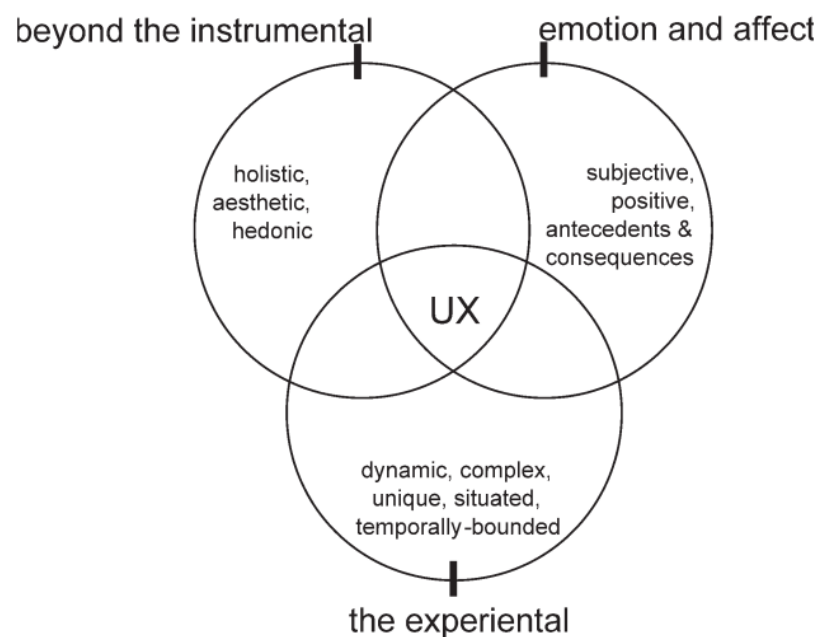 beyond the instrumental
emotion and affect
holistic,
aesthetic,
hedonic
subjective,
positive,
antecedents &
consequences
UX
dynamic, complex,
unique, situated,
temporally-bounded
the experiental